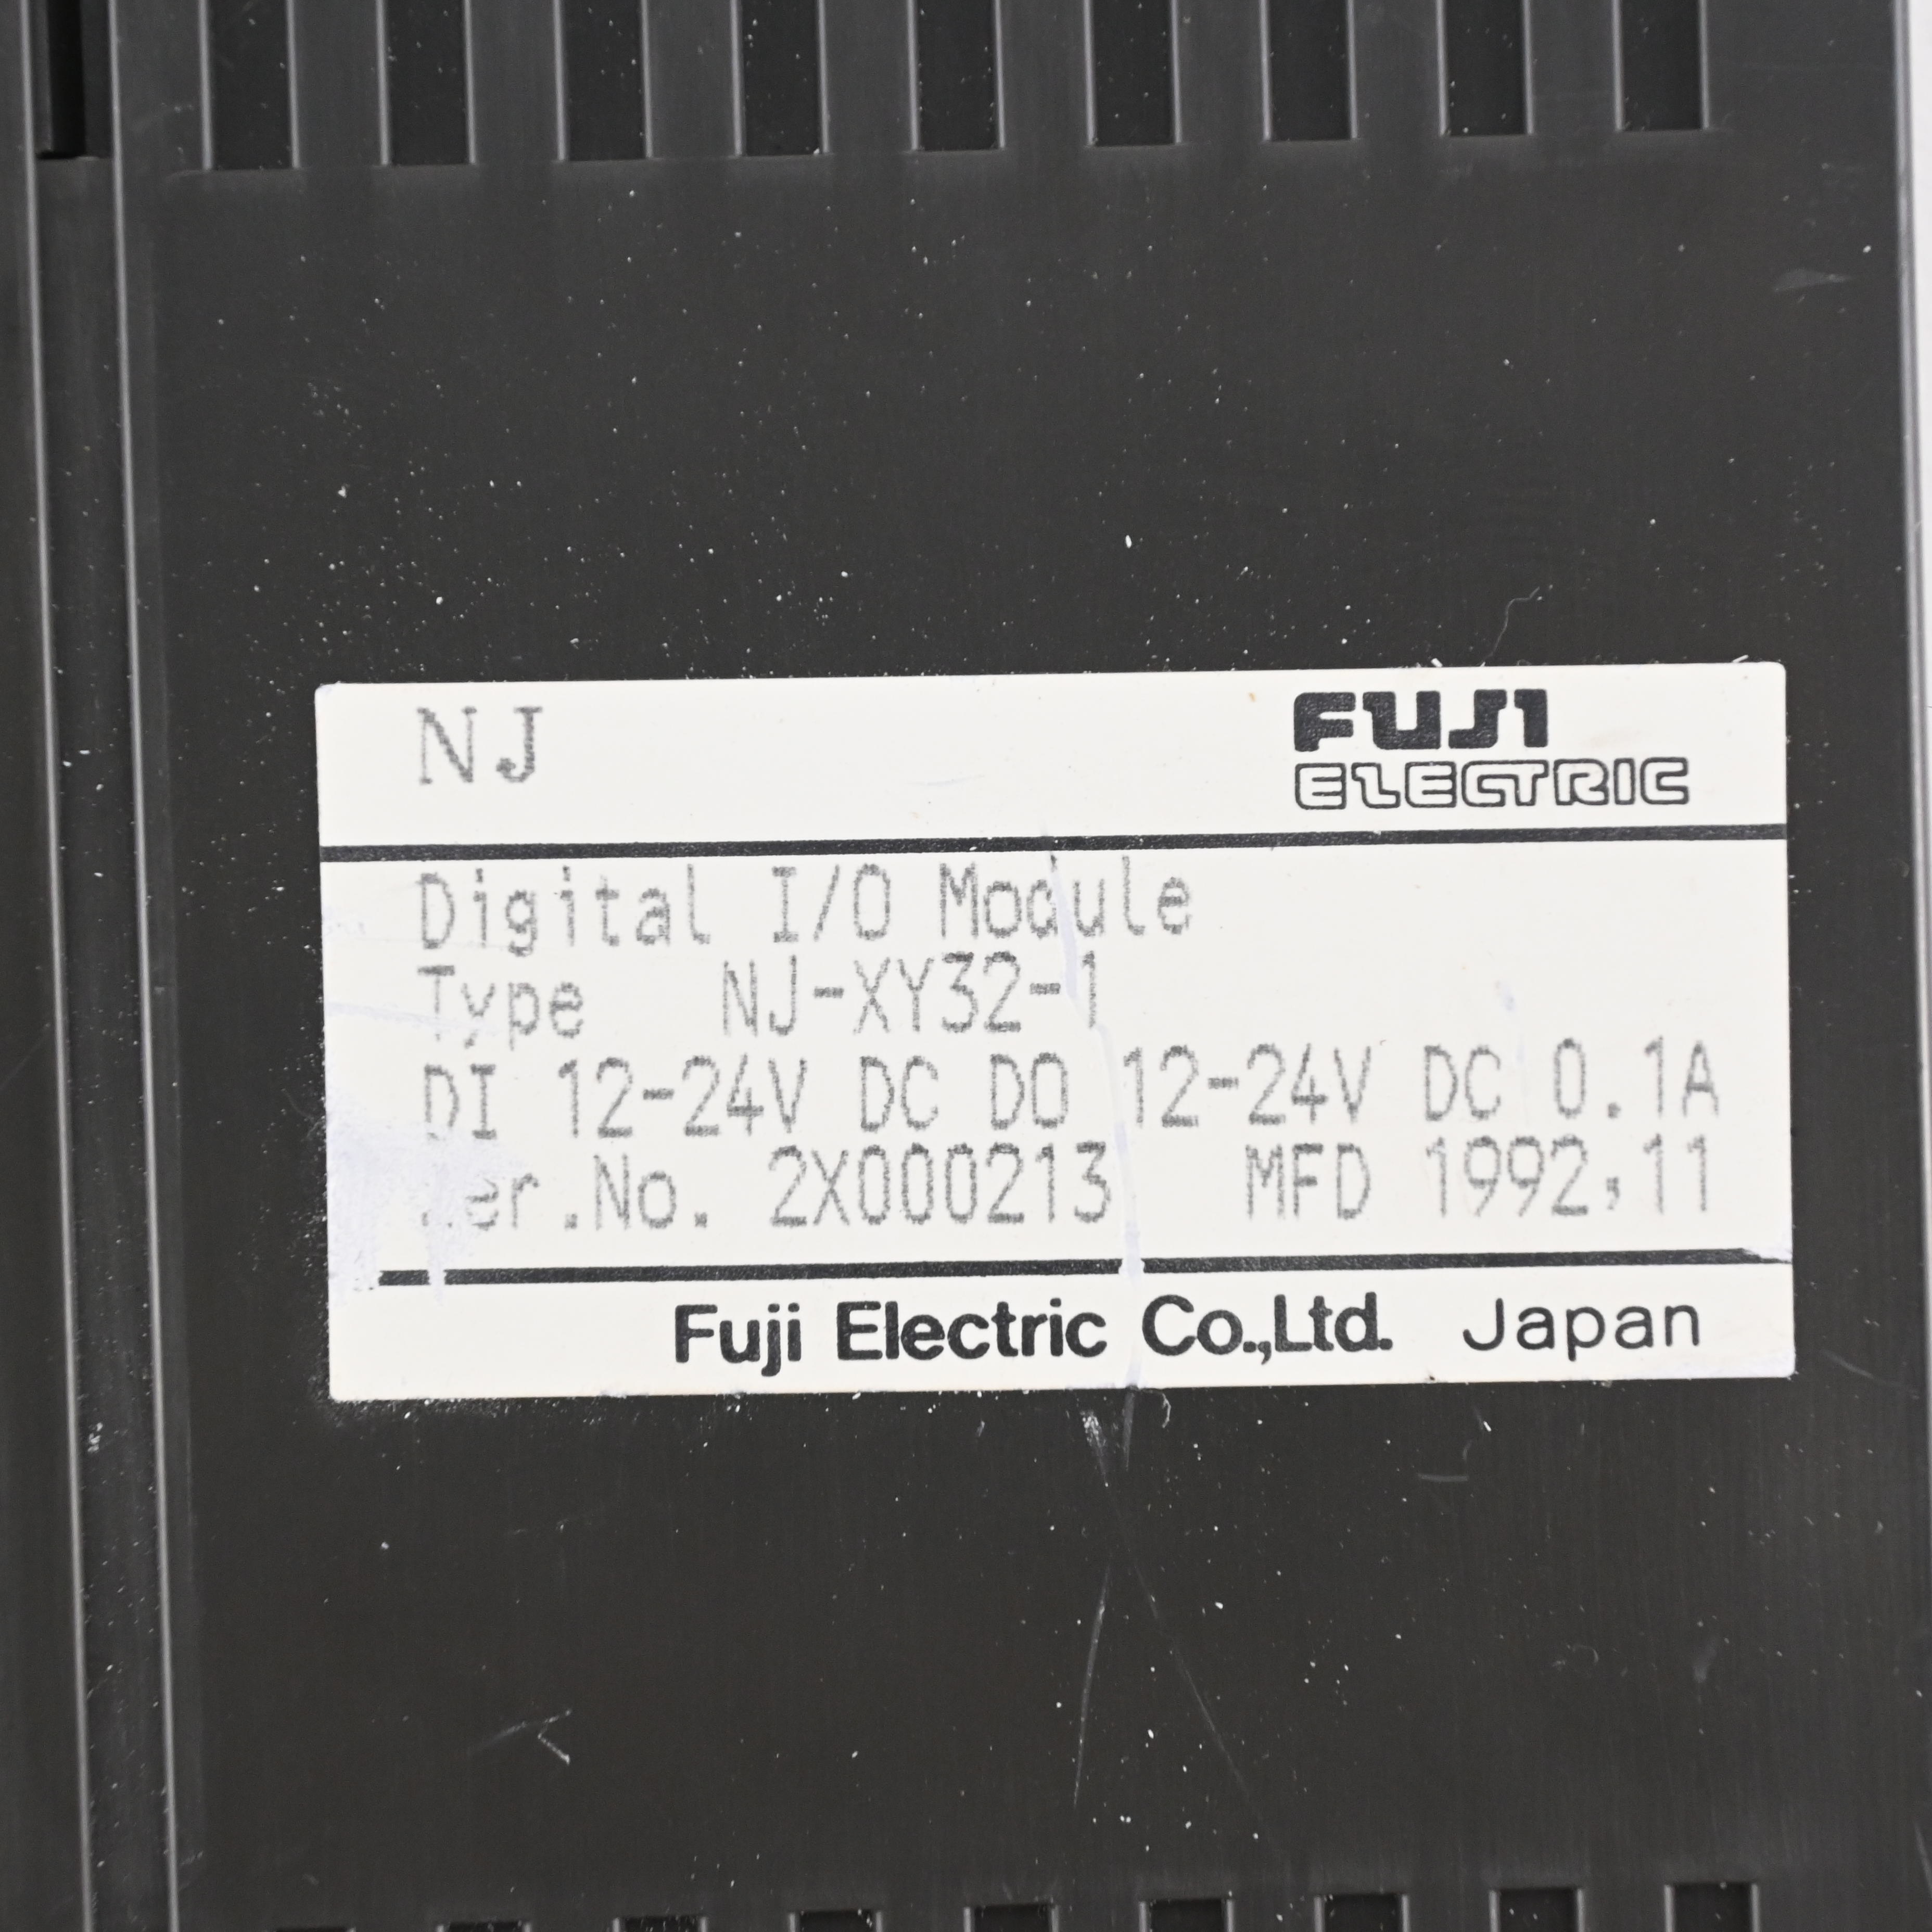 NJ
FUJI
ELECTRIC
Digital I/O Module
Type NJ-XY32-1
DI 12-24V DC DO 12-24V DC 0.1A
Ser.No. 2X000213 MFD 1992,11
Fuji Electric Co.,Ltd. Japan